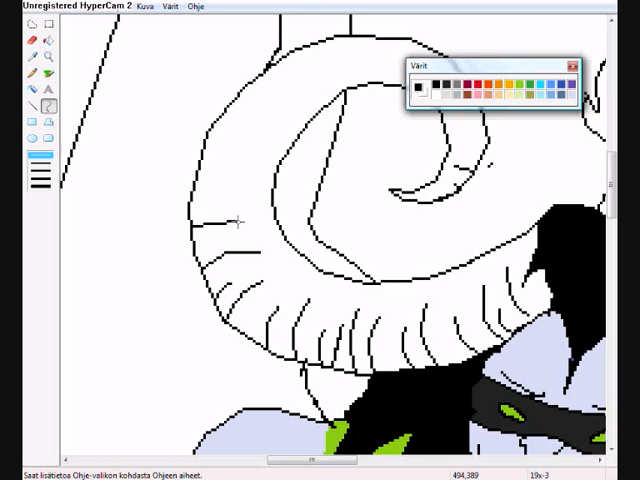 Unregistered HyperCam 2 Kuva Värit Ohje
Värit
Saat lisätietoa Ohje-valikon kohdasta Ohjeen aiheet. 494,389 19x-3